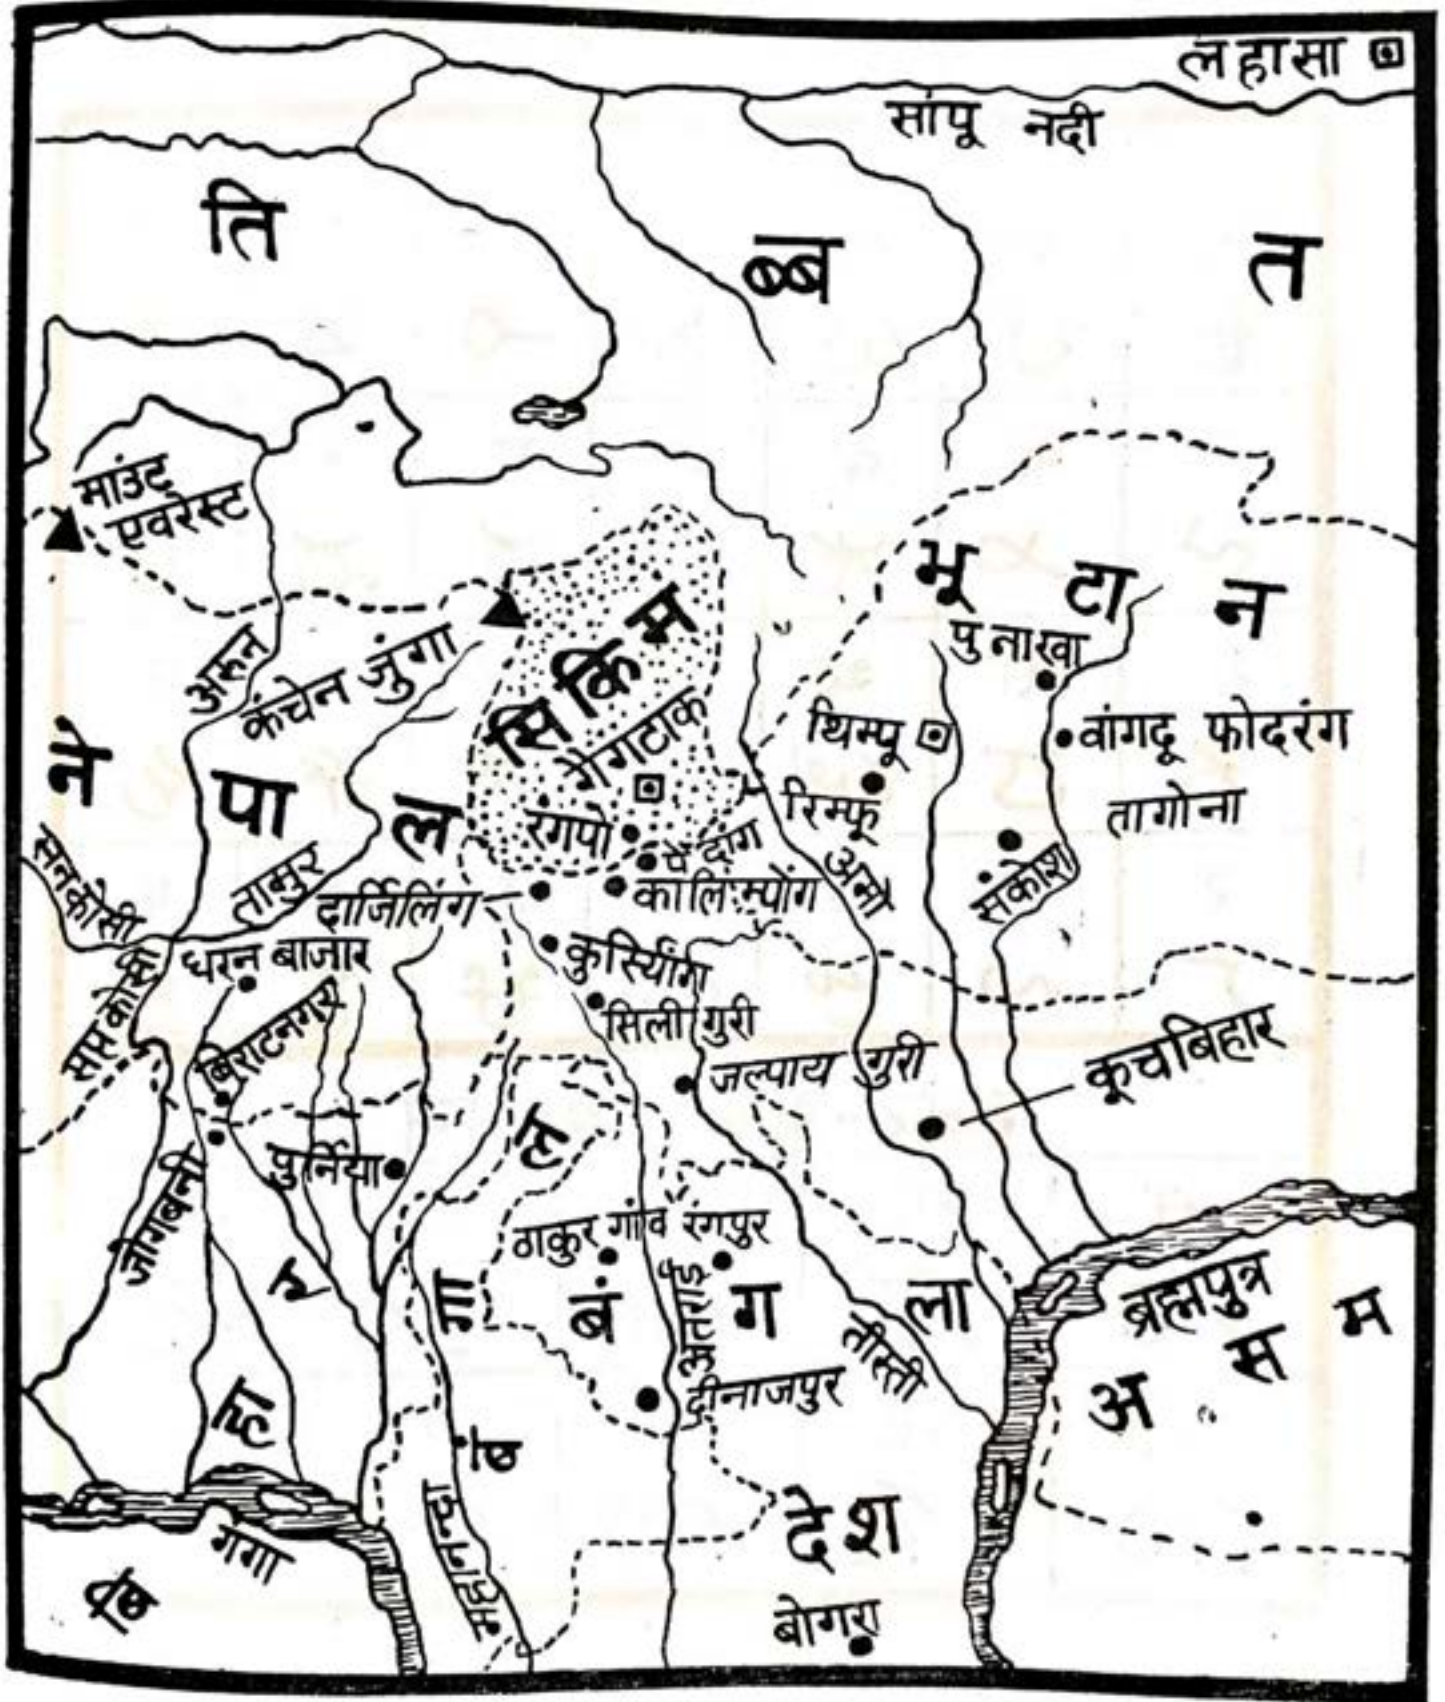 लहासा
सांपू नदी
ति ब्ब त
माउंट
एवरेस्ट
भू टा न
सिक्किम
पुनाखा
अरुन
कंचेन जुंगा
गैंगटाक
थिम्पू
वांगदू फोदरंग
ने पा ल
रिम्फू
तागोना
रंगपो
पेदांग
सनकोसी
तामुर
दार्जिलिंग
कालिम्पोंग
अमो
संकोश
धरन बाजार
कुर्सियांग
सप्त कोसी
बिराटनगर
सिलीगुरी
जल्पाय गुरी
कूचबिहार
जोगबनी
पुर्निया
ठाकुर गांव रंगपुर
बं ग ला
अतराई
तीस्ती
ब्रह्मपुत्र
अ स म
दीनाजपुर
बं गा ल
महानन्दा
देश
गंगा
बि हा र
बोगरा